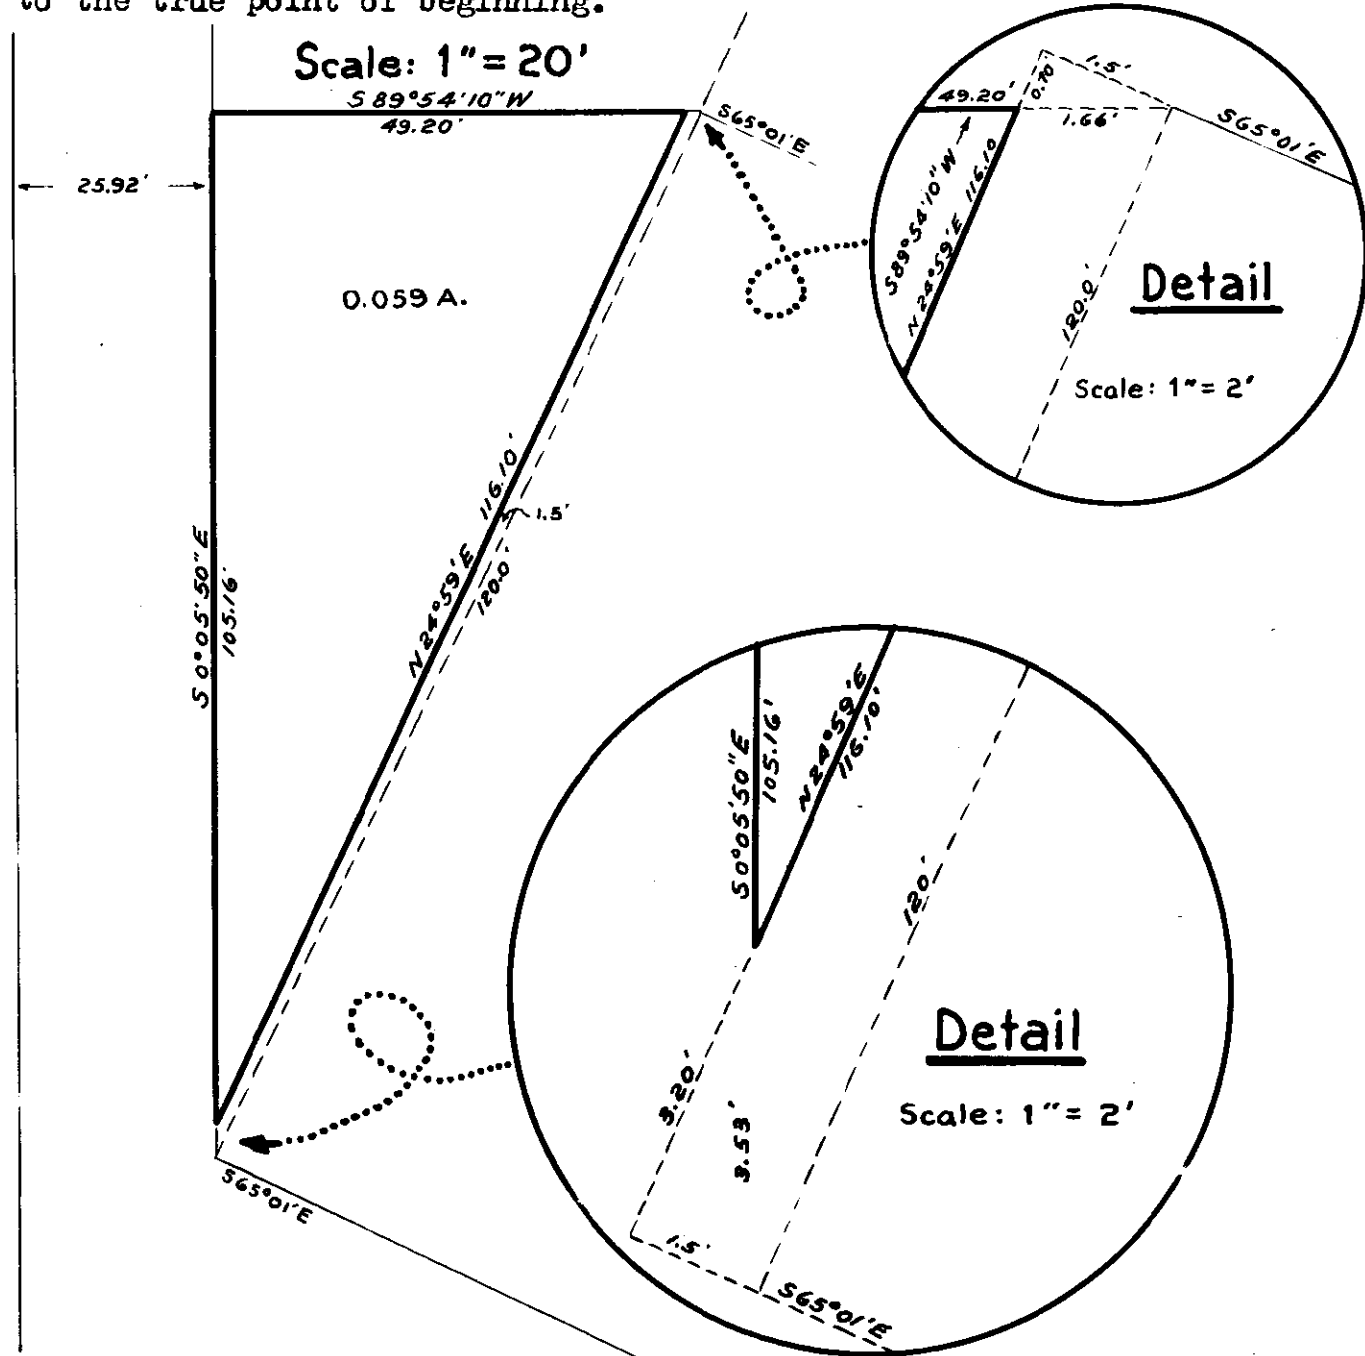 to the true point of beginning.
Scale: 1"= 20'
S 89°54'10"W
49.20'
S65°01'E
25.92'
0.059 A.
S 0°05'50"E
105.16'
N 24°59'E 116.10'
1.5'
120.0'
S65°01'E
1.5'
0.70
49.20'
1.66'
S65°01'E
S89°54'10"W
N 24°59'E 116.10
120.0'
Detail
Scale: 1"= 2'
S0°05'50"E
105.16'
N 24°59'E
116.10'
120'
Detail
Scale: 1"= 2'
3.20'
3.53'
1.5'
S65°01'E